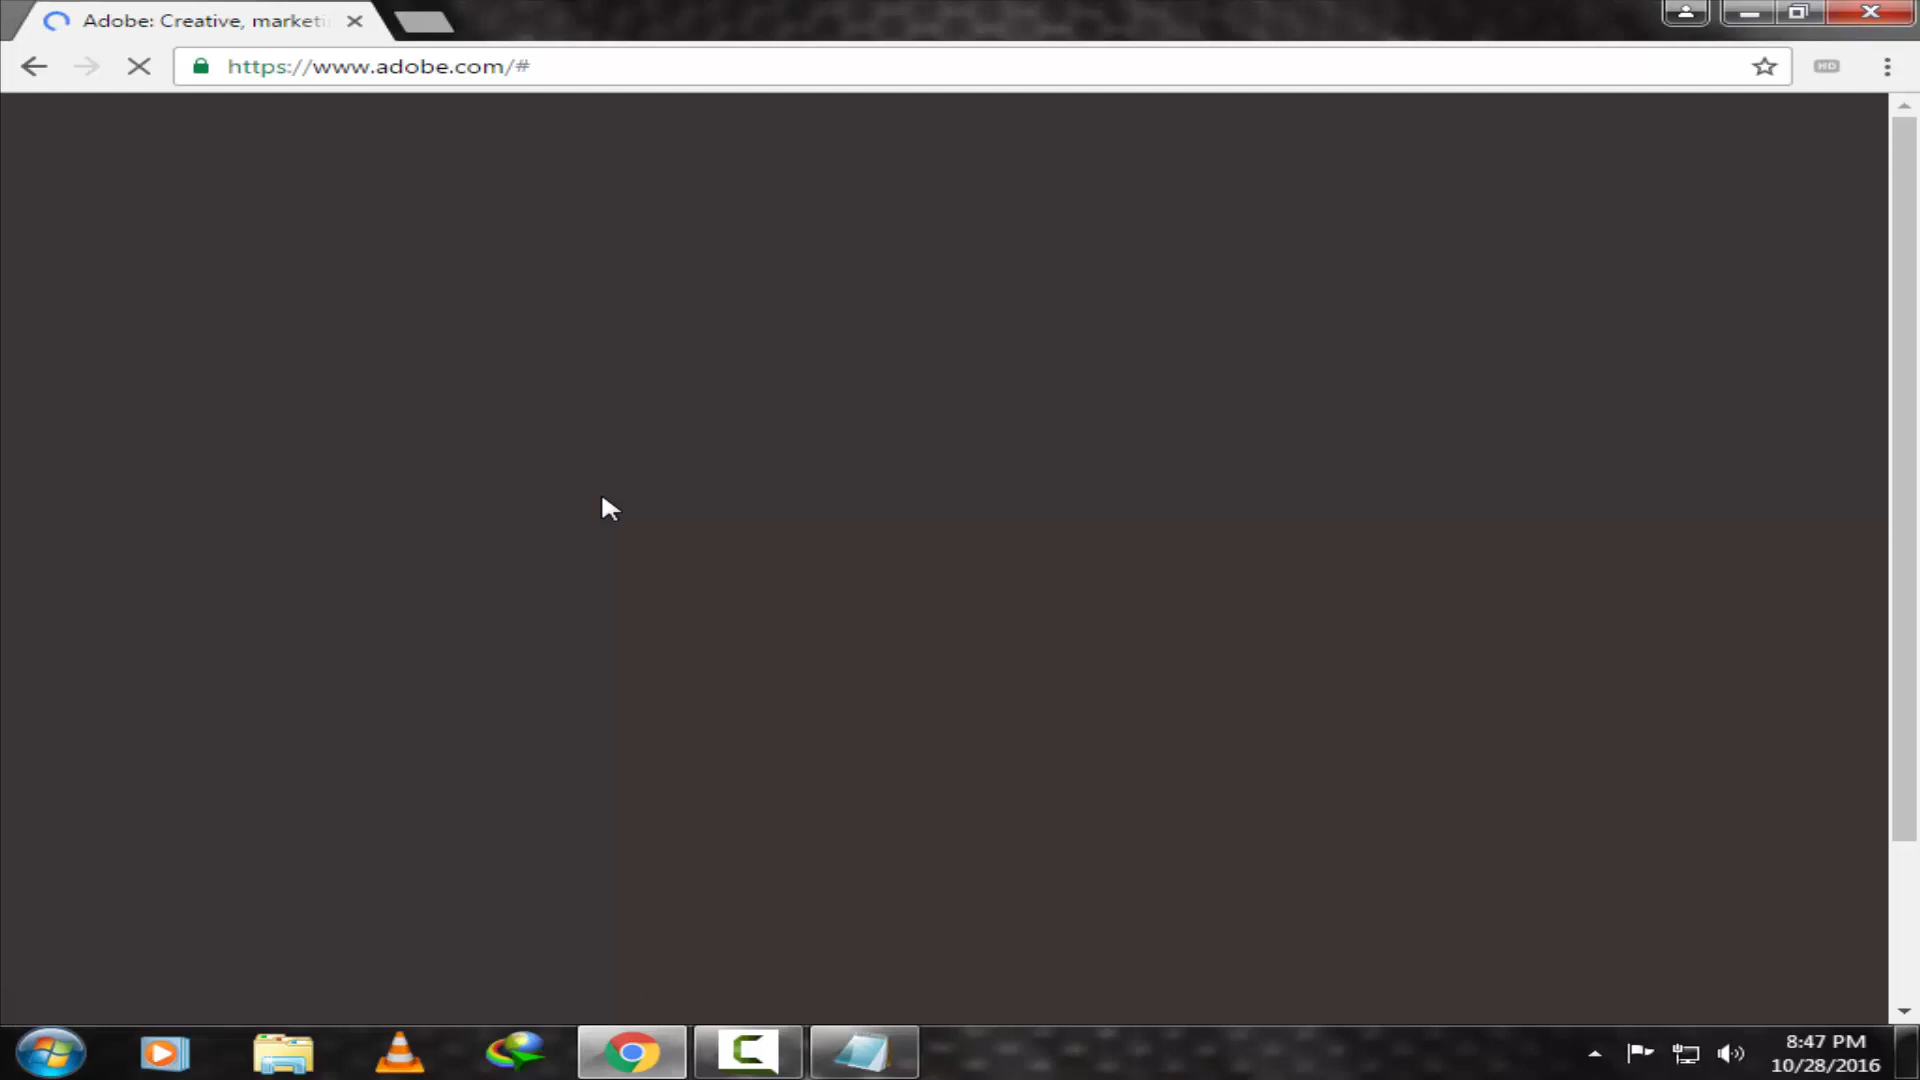 Adobe: Creative, marketi
https://www.adobe.com/#
HD
8:47 PM
10/28/2016